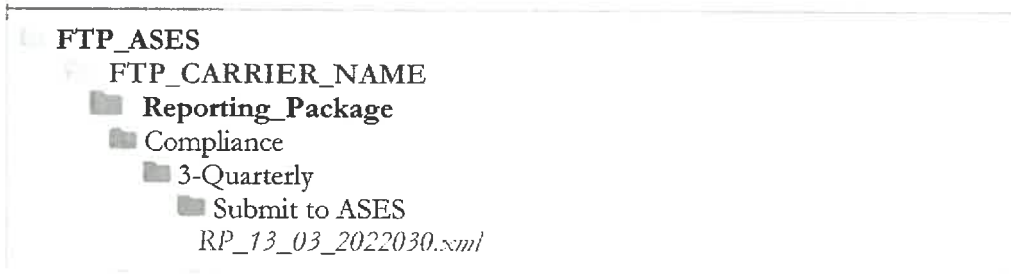 FTP_ASES
FTP_CARRIER_NAME
Reporting_Package
Compliance
3-Quarterly
Submit to ASES
RP_13_03_2022030.xml